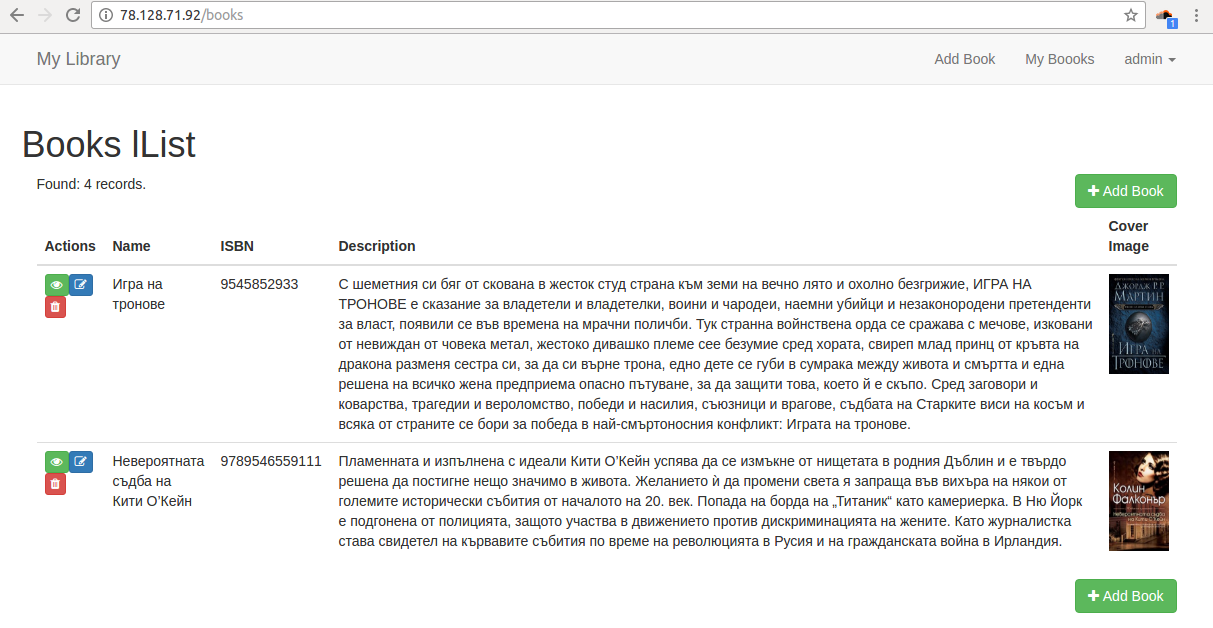 78.128.71.92/books
1
My Library
Add Book
My Boooks
admin
Books lList
Found: 4 records.
Add Book
Actions
Name
ISBN
Description
Cover
Image
Игра на
тронове
9545852933
С шеметния си бяг от скована в жесток студ страна към земи на вечно лято и охолно безгрижие, ИГРА НА
ТРОНОВЕ е сказание за владетели и владетелки, воини и чародеи, наемни убийци и незаконородени претенденти
за власт, появили се във времена на мрачни поличби. Тук странна войнствена орда се сражава с мечове, изковани
от невиждан от човека метал, жестоко дивашко племе сее безумие сред хората, свиреп млад принц от кръвта на
дракона разменя сестра си, за да си върне трона, едно дете се губи в сумрака между живота и смъртта и една
решена на всичко жена предприема опасно пътуване, за да защити това, което й е скъпо. Сред заговори и
коварства, трагедии и вероломство, победи и насилия, съюзници и врагове, съдбата на Старките виси на косъм и
всяка от страните се бори за победа в най-смъртоносния конфликт: Играта на тронове.
ДЖОРДЖ Р.Р.
МАРТИН
ИГРА НА
ТРОНОВЕ
Невероятната
съдба на
Кити О’Кейн
9789546559111
Пламенната и изпълнена с идеали Кити О’Кейн успява да се измъкне от нищетата в родния Дъблин и е твърдо
решена да постигне нещо значимо в живота. Желанието ѝ да промени света я запраща във вихъра на някои от
големите исторически събития от началото на 20. век. Попада на борда на „Титаник“ като камериерка. В Ню Йорк
е подгонена от полицията, защото участва в движението против дискриминацията на жените. Като журналистка
става свидетел на кървавите събития по време на революцията в Русия и на гражданската война в Ирландия.
Колин
Фалконър
Невероятната съдба
на Кити О’Кейн
Add Book